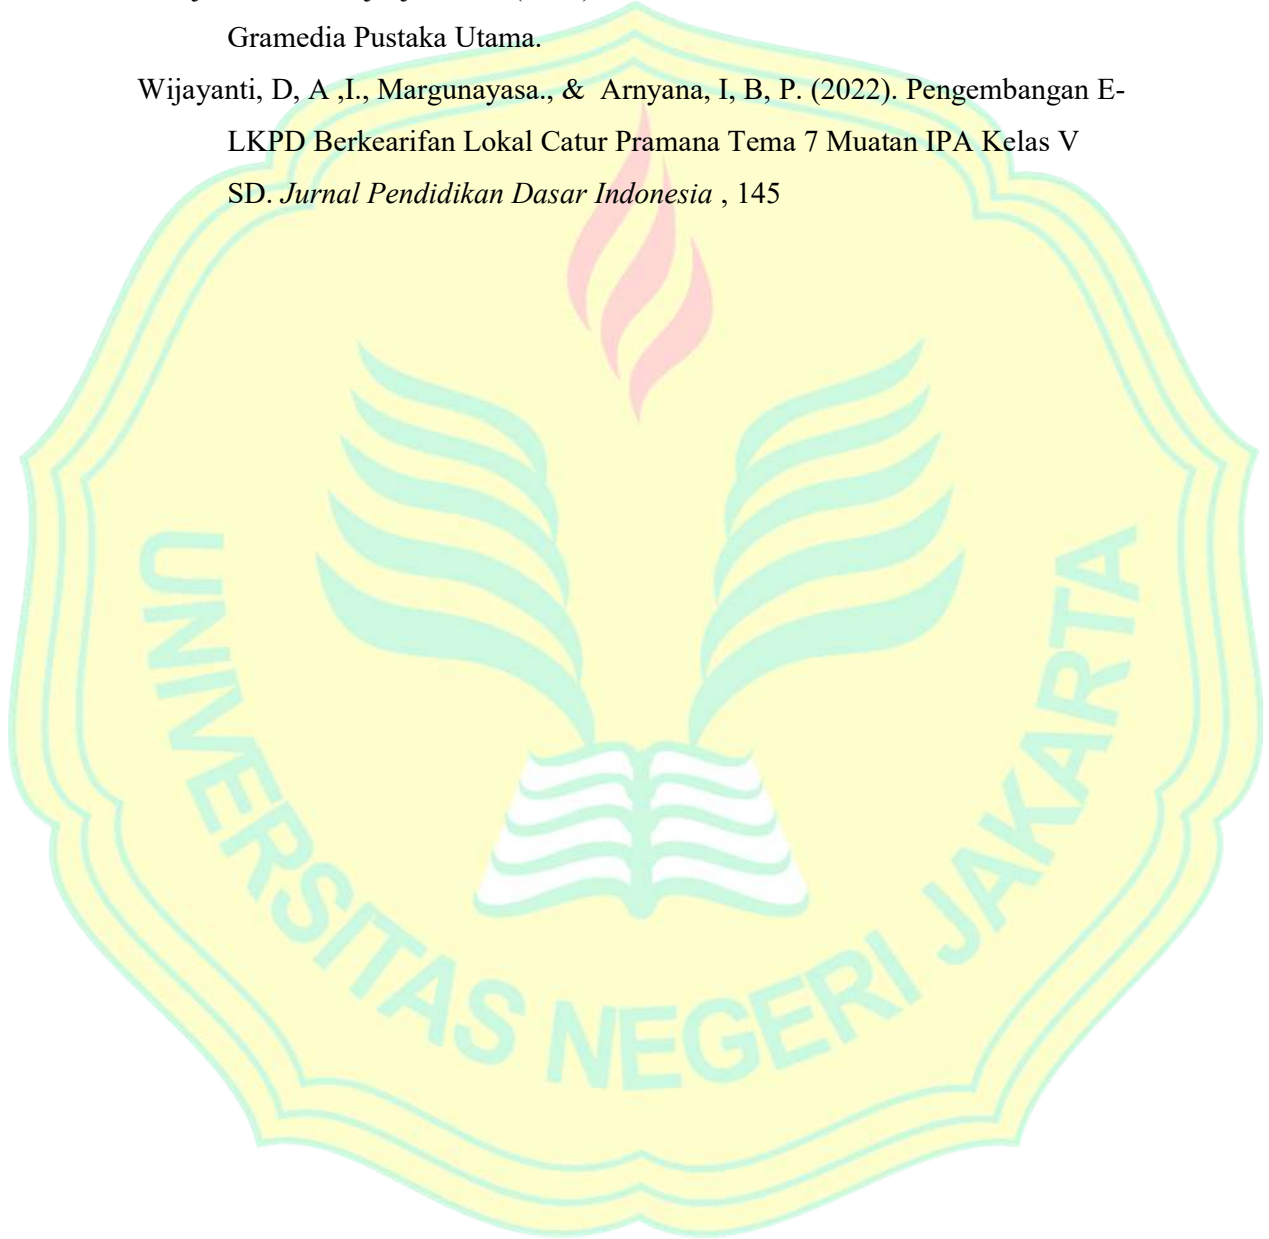 Gramedia Pustaka Utama.
Wijayanti, D, A ,I., Margunayasa., & Arnyana, I, B, P. (2022). Pengembangan E-
LKPD Berkearifan Lokal Catur Pramana Tema 7 Muatan IPA Kelas V
SD. Jurnal Pendidikan Dasar Indonesia , 145
UNIVERSITAS NEGERI JAKARTA